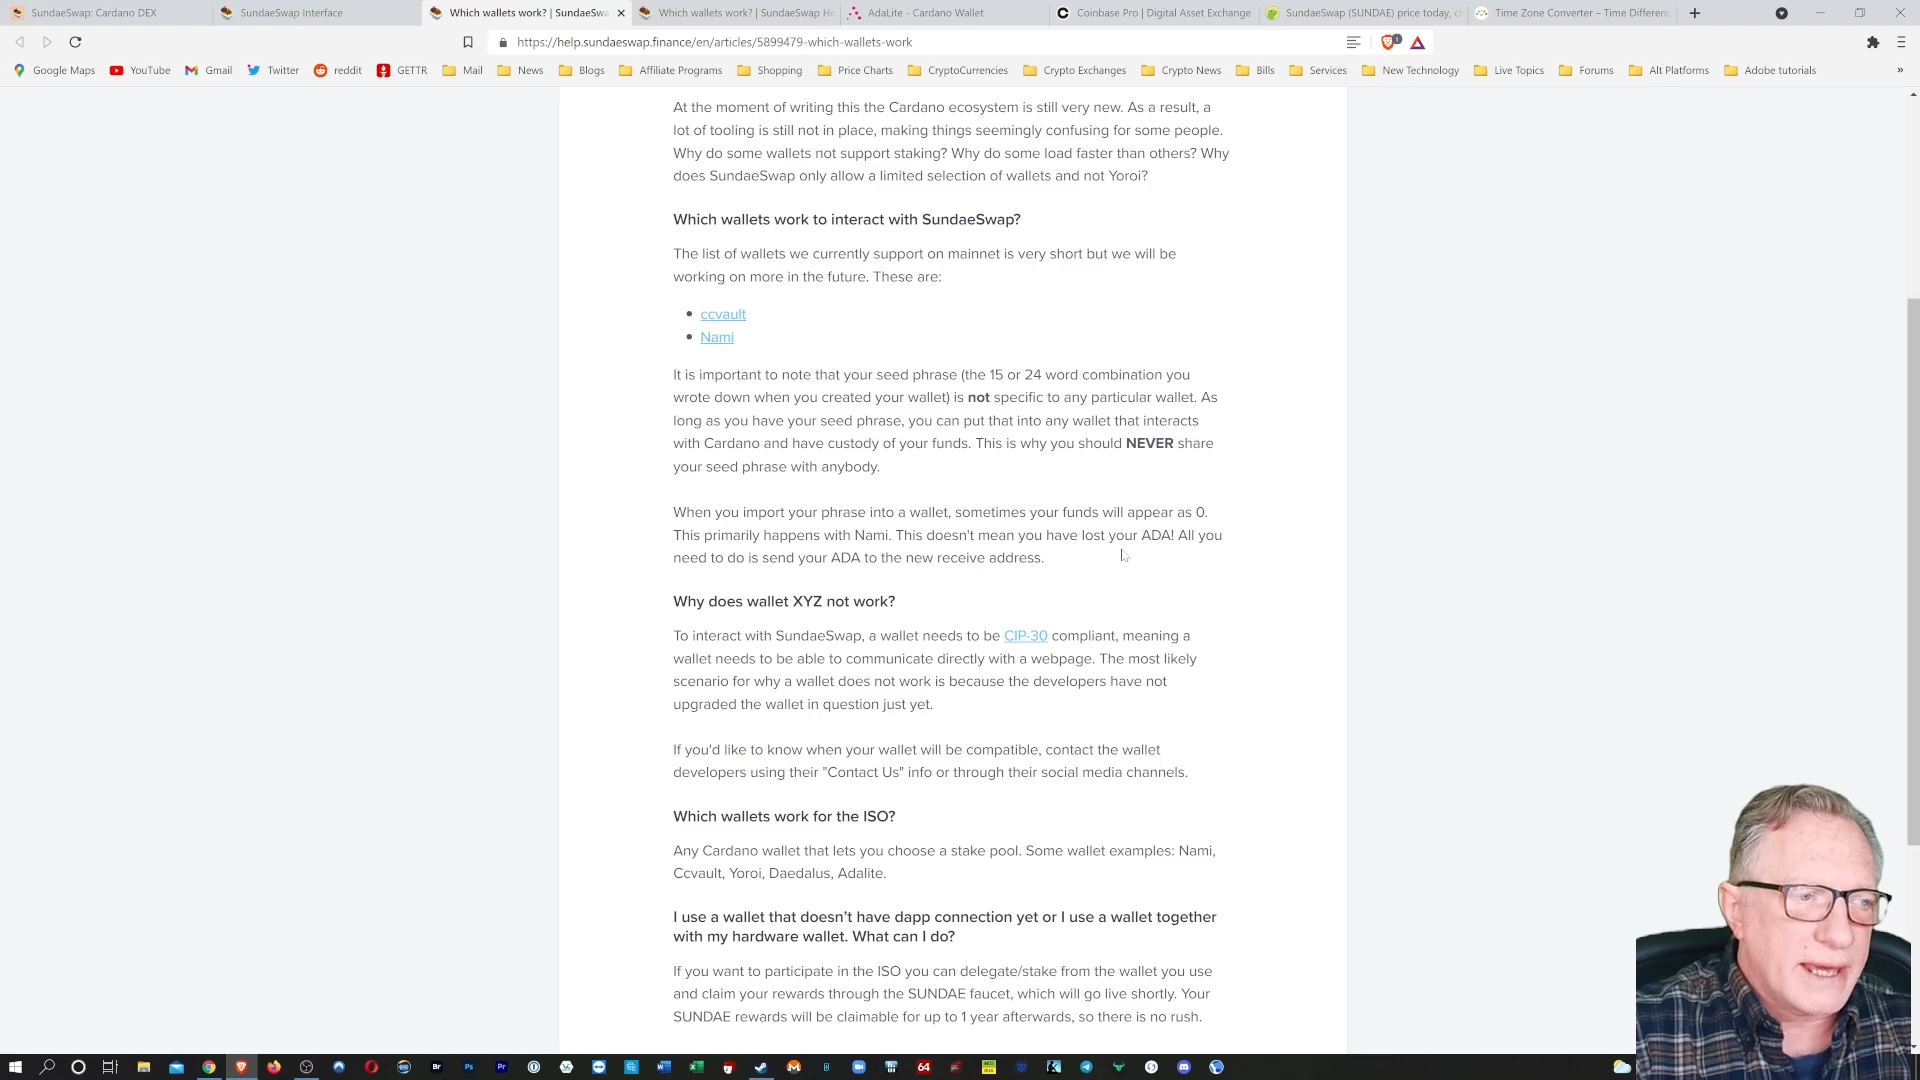 SundaeSwap: Cardano DEX
SundaeSwap Interface
Which wallets work? | SundaeSwa
Which wallets work? | SundaeSwap He
AdaLite - Cardano Wallet
Coinbase Pro | Digital Asset Exchange
SundaeSwap (SUNDAE) price today, c
Time Zone Converter – Time Differenc
https://help.sundaeswap.finance/en/articles/5899479-which-wallets-work
1
Google Maps
YouTube
Gmail
Twitter
reddit
GETTR
Mail
News
Blogs
Affiliate Programs
Shopping
Price Charts
CryptoCurrencies
Crypto Exchanges
Crypto News
Bills
Services
New Technology
Live Topics
Forums
Alt Platforms
Adobe tutorials
»
At the moment of writing this the Cardano ecosystem is still very new. As a result, a
lot of tooling is still not in place, making things seemingly confusing for some people.
Why do some wallets not support staking? Why do some load faster than others? Why
does SundaeSwap only allow a limited selection of wallets and not Yoroi?
Which wallets work to interact with SundaeSwap?
The list of wallets we currently support on mainnet is very short but we will be
working on more in the future. These are:
• ccvault
• Nami
It is important to note that your seed phrase (the 15 or 24 word combination you
wrote down when you created your wallet) is not specific to any particular wallet. As
long as you have your seed phrase, you can put that into any wallet that interacts
with Cardano and have custody of your funds. This is why you should NEVER share
your seed phrase with anybody.
When you import your phrase into a wallet, sometimes your funds will appear as 0.
This primarily happens with Nami. This doesn't mean you have lost your ADA! All you
need to do is send your ADA to the new receive address.
Why does wallet XYZ not work?
To interact with SundaeSwap, a wallet needs to be CIP-30 compliant, meaning a
wallet needs to be able to communicate directly with a webpage. The most likely
scenario for why a wallet does not work is because the developers have not
upgraded the wallet in question just yet.
If you'd like to know when your wallet will be compatible, contact the wallet
developers using their "Contact Us" info or through their social media channels.
Which wallets work for the ISO?
Any Cardano wallet that lets you choose a stake pool. Some wallet examples: Nami,
Ccvault, Yoroi, Daedalus, Adalite.
I use a wallet that doesn’t have dapp connection yet or I use a wallet together
with my hardware wallet. What can I do?
If you want to participate in the ISO you can delegate/stake from the wallet you use
and claim your rewards through the SUNDAE faucet, which will go live shortly. Your
SUNDAE rewards will be claimable for up to 1 year afterwards, so there is no rush.
Br
Ps
Pr
64